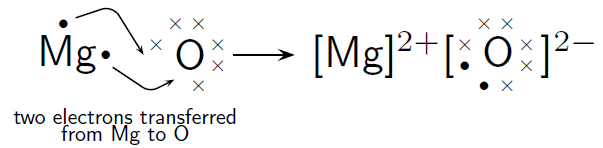 Mg O [Mg]²⁺ [O]²⁻
two electrons transferred
from Mg to O